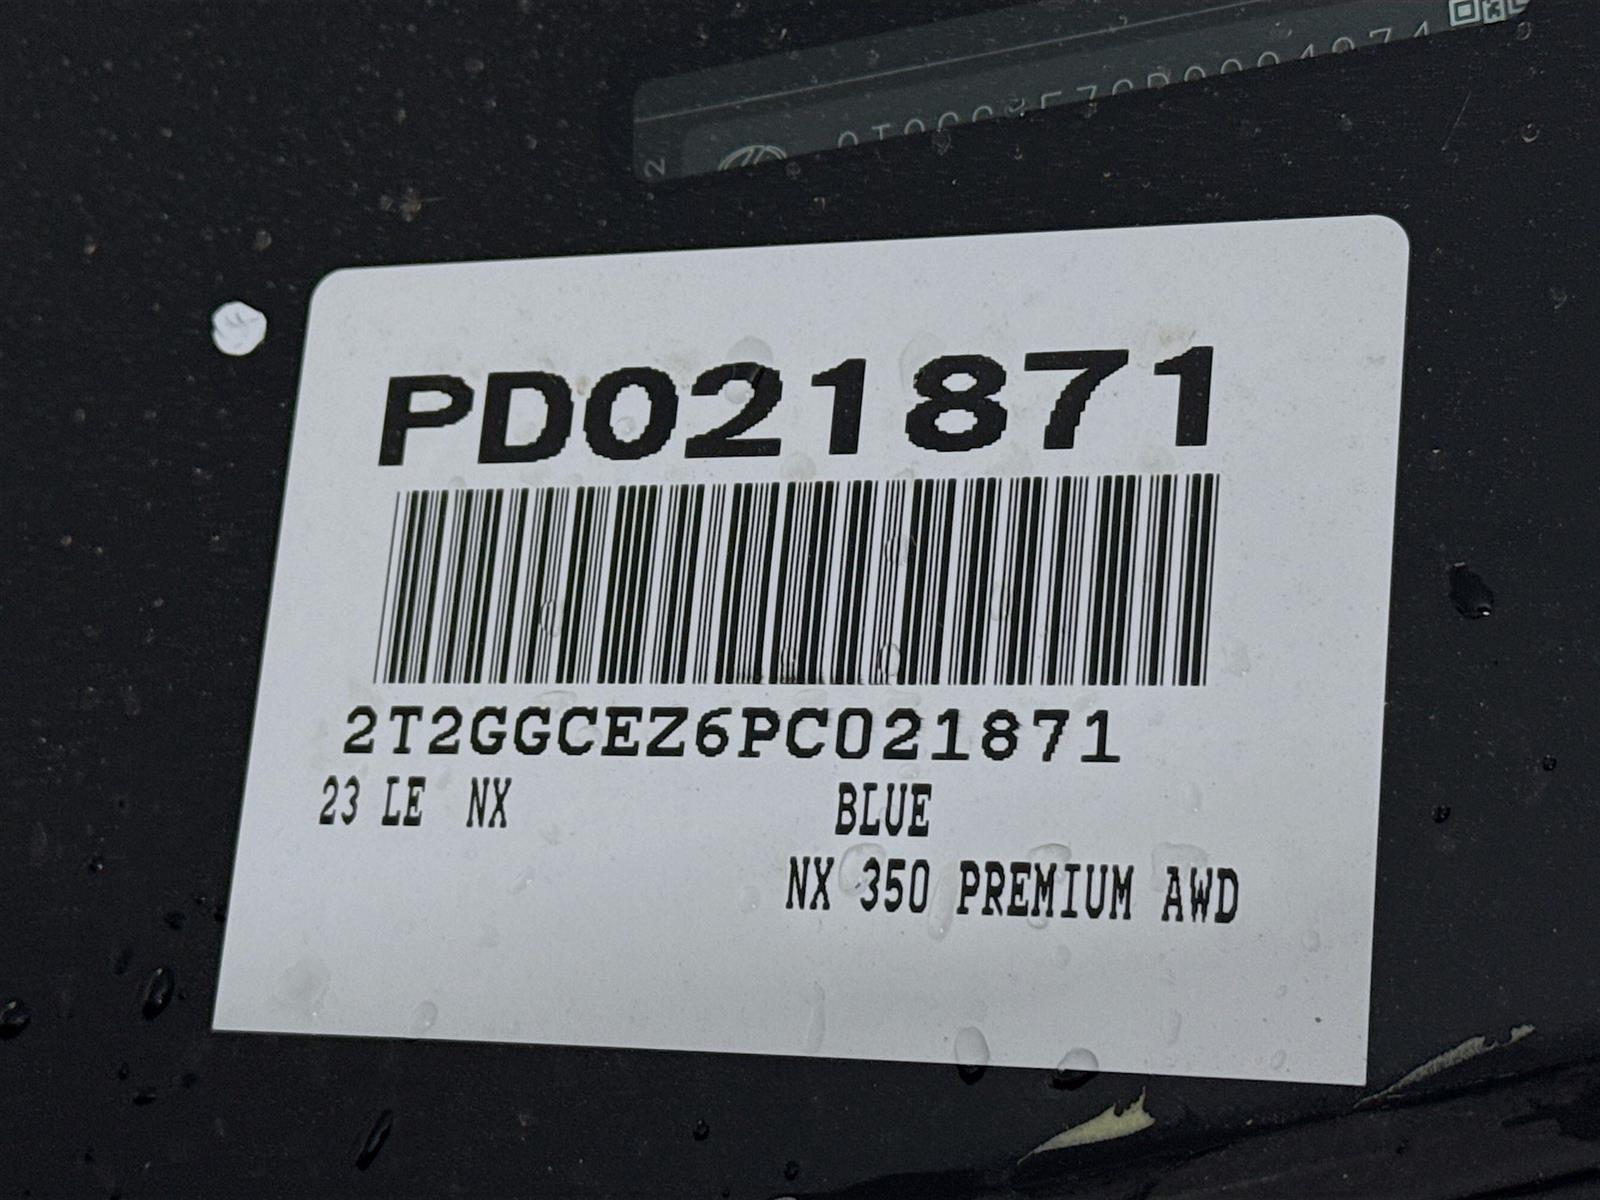 PD021871
2T2GGCEZ6PC021871
23 LE NX BLUE
NX 350 PREMIUM AWD